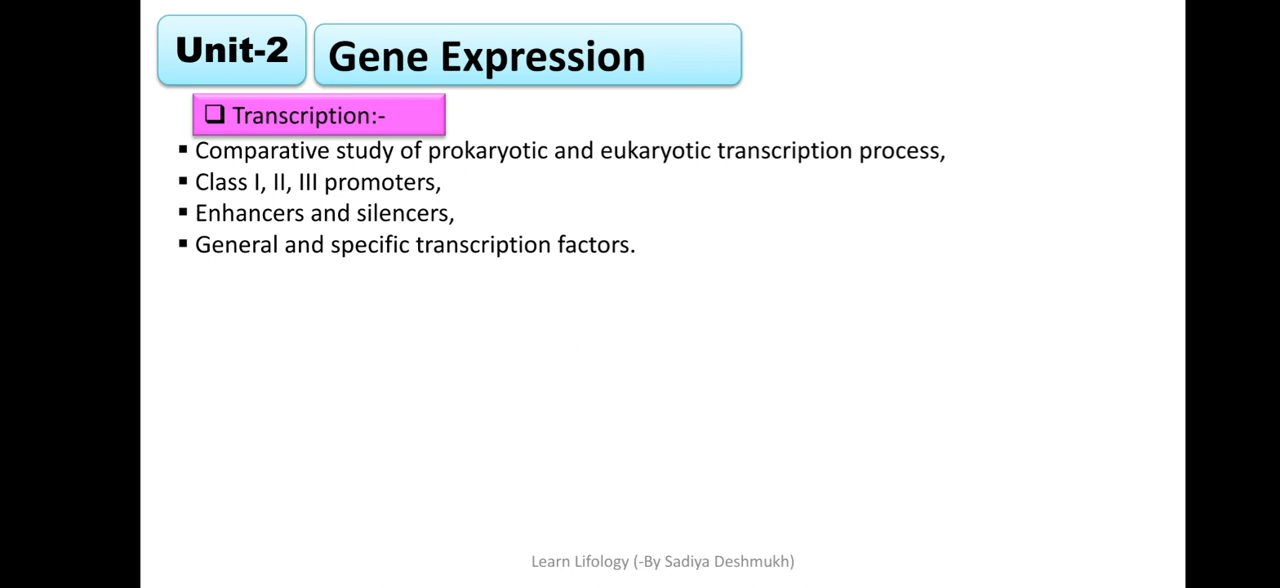 Unit-2
Gene Expression
❑ Transcription:-
▪ Comparative study of prokaryotic and eukaryotic transcription process,
▪ Class I, II, III promoters,
▪ Enhancers and silencers,
▪ General and specific transcription factors.
Learn Lifology (-By Sadiya Deshmukh)